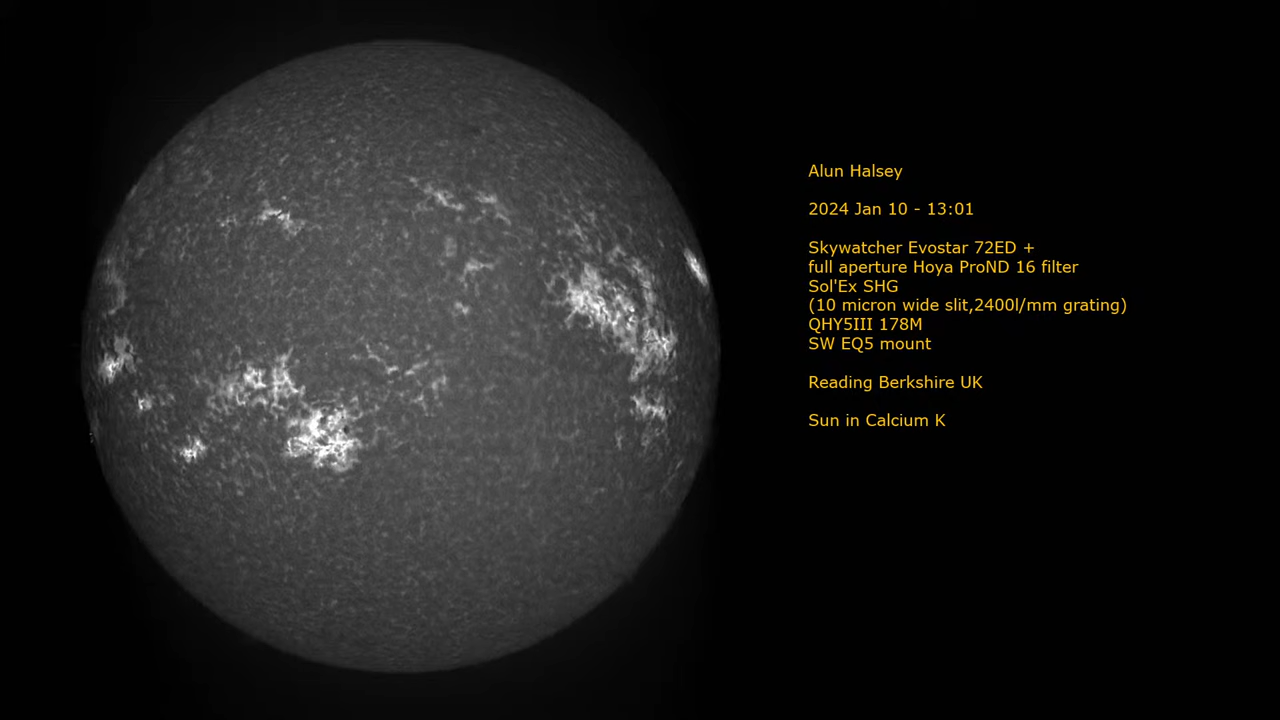 Alun Halsey
2024 Jan 10 - 13:01
Skywatcher Evostar 72ED +
full aperture Hoya ProND 16 filter
Sol'Ex SHG
(10 micron wide slit,2400l/mm grating)
QHY5III 178M
SW EQ5 mount
Reading Berkshire UK
Sun in Calcium K